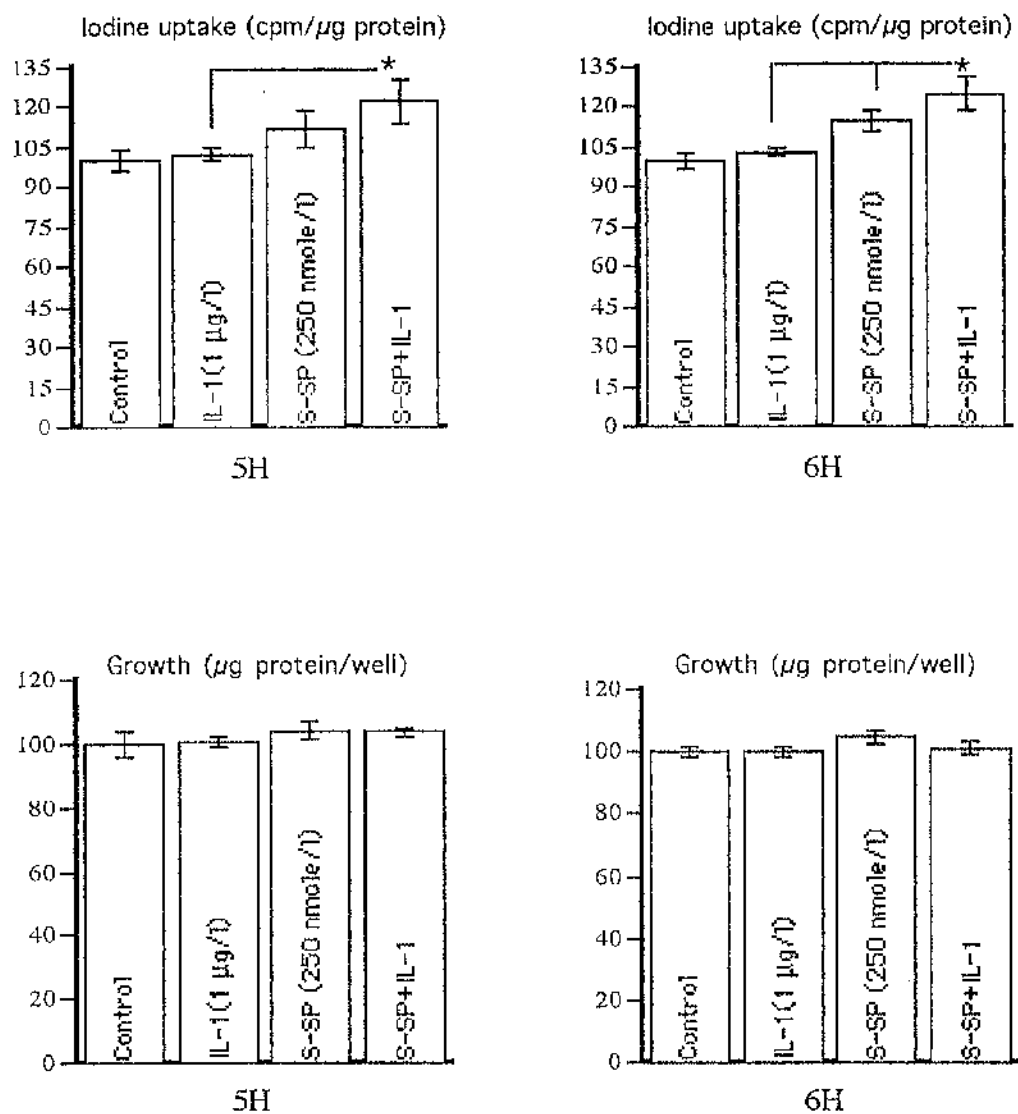 Iodine uptake (cpm/µg protein)
135
120
105
90
75
60
45
30
15
0
Control
IL-1(1 µg/l)
S-SP (250 nmole/l)
S-SP+IL-1
*
5H
Iodine uptake (cpm/µg protein)
135
120
105
90
75
60
45
30
15
0
Control
IL-1(1 µg/l)
S-SP (250 nmole/l)
S-SP+IL-1
*
6H
Growth (µg protein/well)
120
100
80
60
40
20
0
Control
IL-1(1 µg/l)
S-SP (250 nmole/l)
S-SP+IL-1
5H
Growth (µg protein/well)
120
100
80
60
40
20
0
Control
IL-1(1 µg/l)
S-SP (250 nmole/l)
S-SP+IL-1
6H